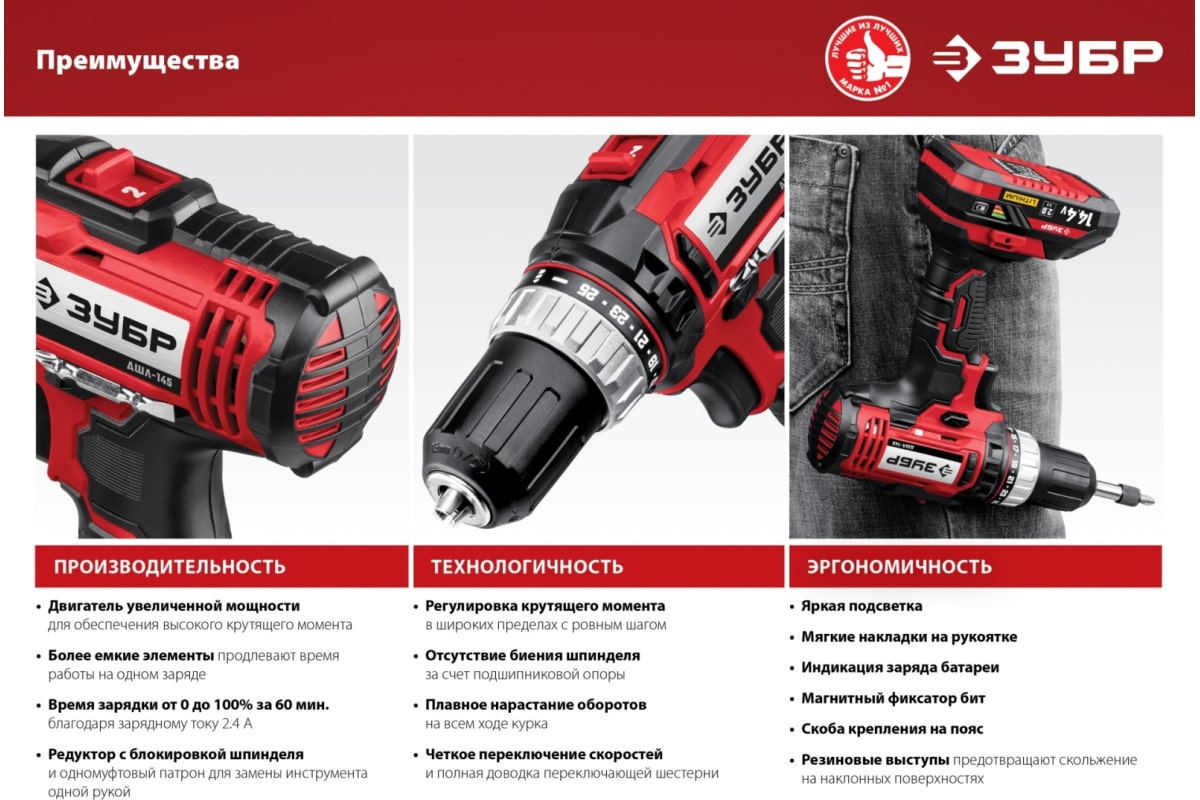 Преимущества
ЛУЧШИЕ ИЗ ЛУЧШИХ
МАРКА №1
ЗУБР
2
ЗУБР
ДШЛ-145
1
ЗУБР
25
23
21
19
18
14.4V
2.0
LITHIUM
ЗУБР
ЗУБР
ДШЛ-145
ПРОИЗВОДИТЕЛЬНОСТЬ
• Двигатель увеличенной мощности
для обеспечения высокого крутящего момента
• Более емкие элементы продлевают время
работы на одном заряде
• Время зарядки от 0 до 100% за 60 мин.
благодаря зарядному току 2.4 А
• Редуктор с блокировкой шпинделя
и одномуфтовый патрон для замены инструмента
одной рукой
ТЕХНОЛОГИЧНОСТЬ
• Регулировка крутящего момента
в широких пределах с ровным шагом
• Отсутствие биения шпинделя
за счет подшипниковой опоры
• Плавное нарастание оборотов
на всем ходе курка
• Четкое переключение скоростей
и полная доводка переключающей шестерни
ЭРГОНОМИЧНОСТЬ
• Яркая подсветка
• Мягкие накладки на рукоятке
• Индикация заряда батареи
• Магнитный фиксатор бит
• Скоба крепления на пояс
• Резиновые выступы предотвращают скольжение
на наклонных поверхностях